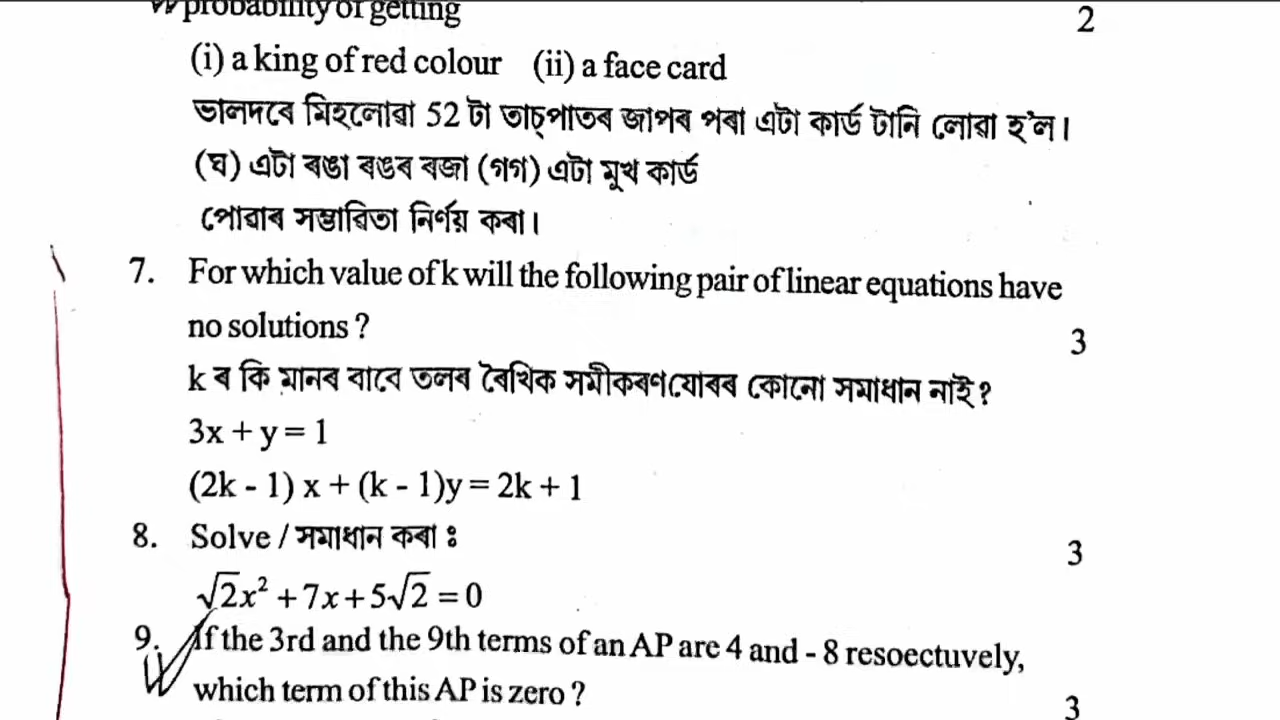 probability of getting
2
(i) a king of red colour (ii) a face card
ভালদৰে মিহলোৱা 52 টা তাচ্‌পাতৰ জাপৰ পৰা এটা কাৰ্ড টানি লোৱা হ'ল।
(ঘ) এটা ৰঙা ৰঙৰ ৰজা (গগ) এটা মুখ কাৰ্ড
পোৱাৰ সম্ভাৱিতা নিৰ্ণয় কৰা।
7. For which value of k will the following pair of linear equations have
no solutions ?
3
k ৰ কি মানৰ বাবে তলৰ ৰৈখিক সমীকৰণযোৰৰ কোনো সমাধান নাই?
3x + y = 1
(2k - 1) x + (k - 1)y = 2k + 1
8. Solve / সমাধান কৰা ঃ
3
√2x² + 7x + 5√2 = 0
9. If the 3rd and the 9th terms of an AP are 4 and - 8 resoectuvely,
which term of this AP is zero ?
3